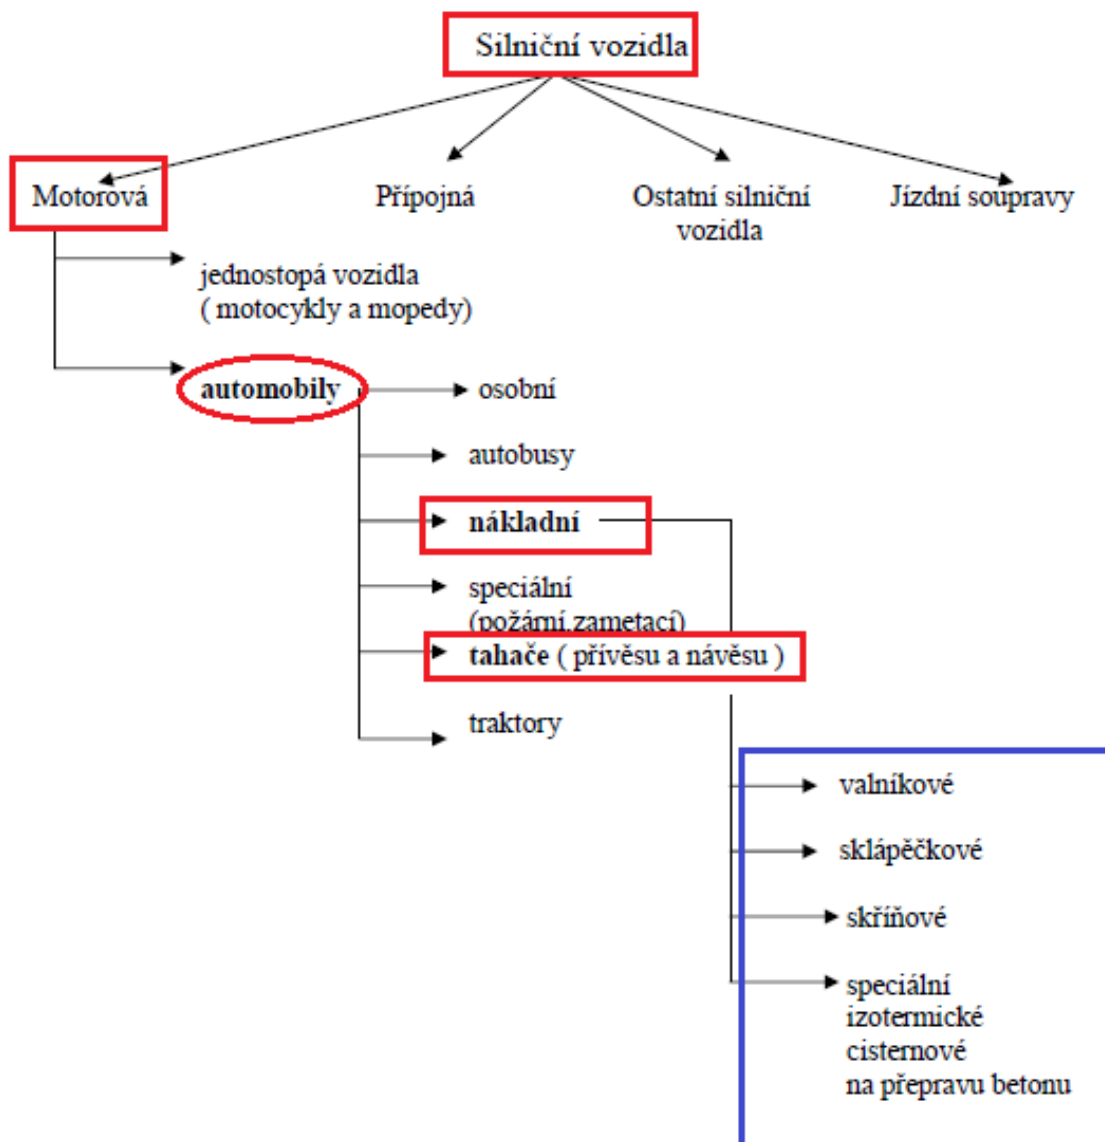 Silniční vozidla
Motorová
Přípojná
Ostatní silniční
vozidla
Jízdní soupravy
jednostopá vozidla
( motocykly a mopedy)
automobily
osobní
autobusy
nákladní
speciální
(požární,zametací)
tahače ( přívěsu a návěsu )
traktory
valníkové
sklápěčkové
skříňové
speciální
izotermické
cisternové
na přepravu betonu